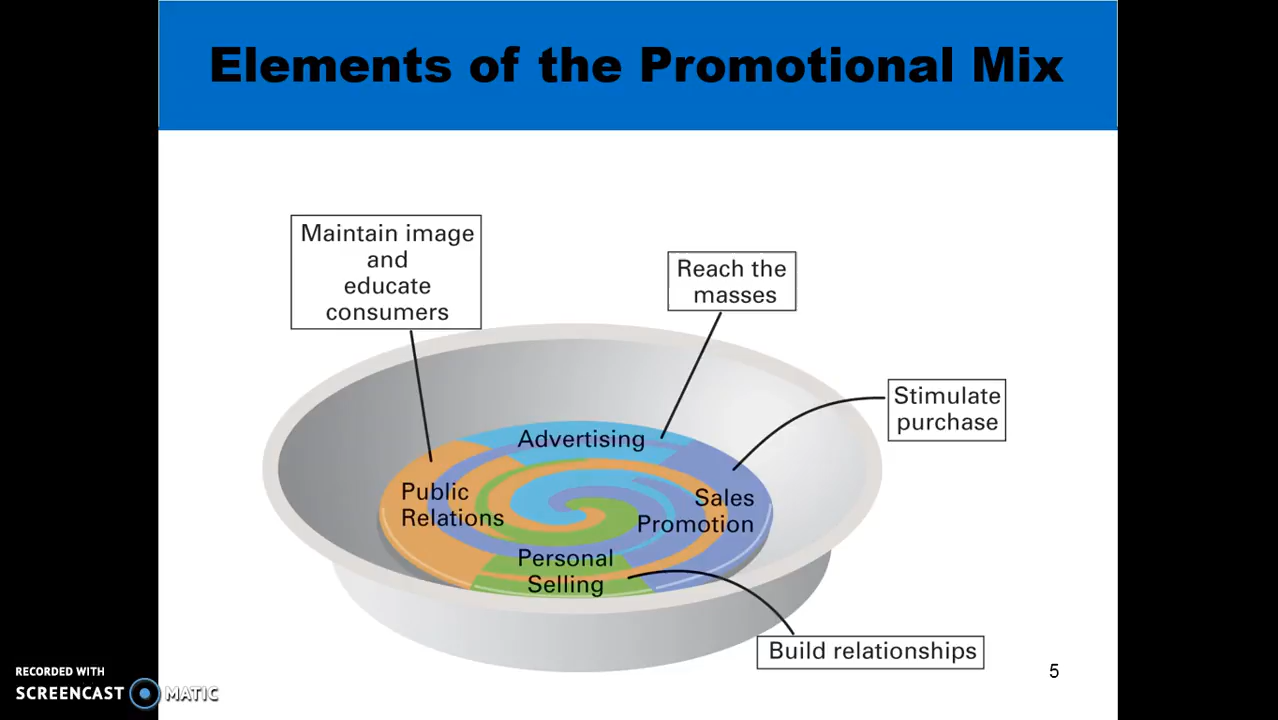 Elements of the Promotional Mix
Maintain image
and
educate
consumers
Reach the
masses
Stimulate
purchase
Advertising
Public
Relations
Sales
Promotion
Personal
Selling
Build relationships
5
RECORDED WITH
SCREENCAST MATIC